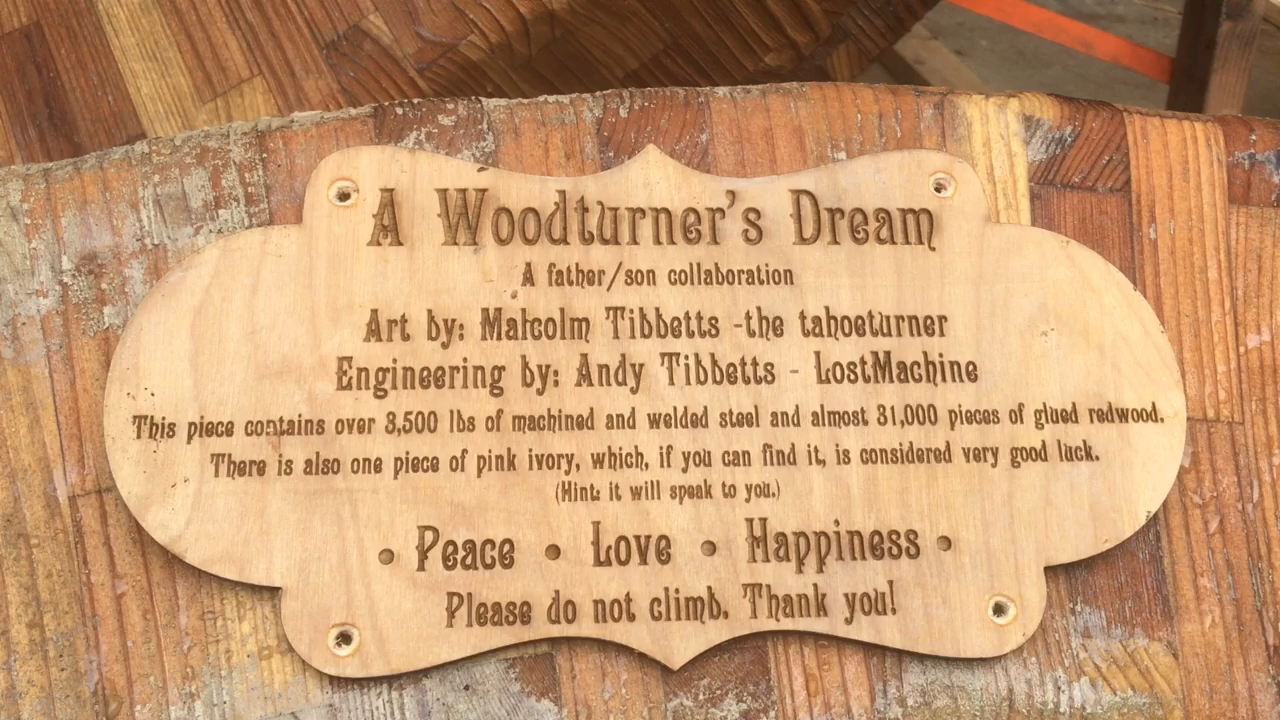 A Woodturner's Dream
A father/son collaboration
Art by: Malcolm Tibbetts -the tahoeturner
Engineering by: Andy Tibbetts - LostMachine
This piece contains over 3,500 lbs of machined and welded steel and almost 31,000 pieces of glued redwood.
There is also one piece of pink ivory, which, if you can find it, is considered very good luck.
(Hint: it will speak to you.)
• Peace • Love • Happiness •
Please do not climb. Thank you!